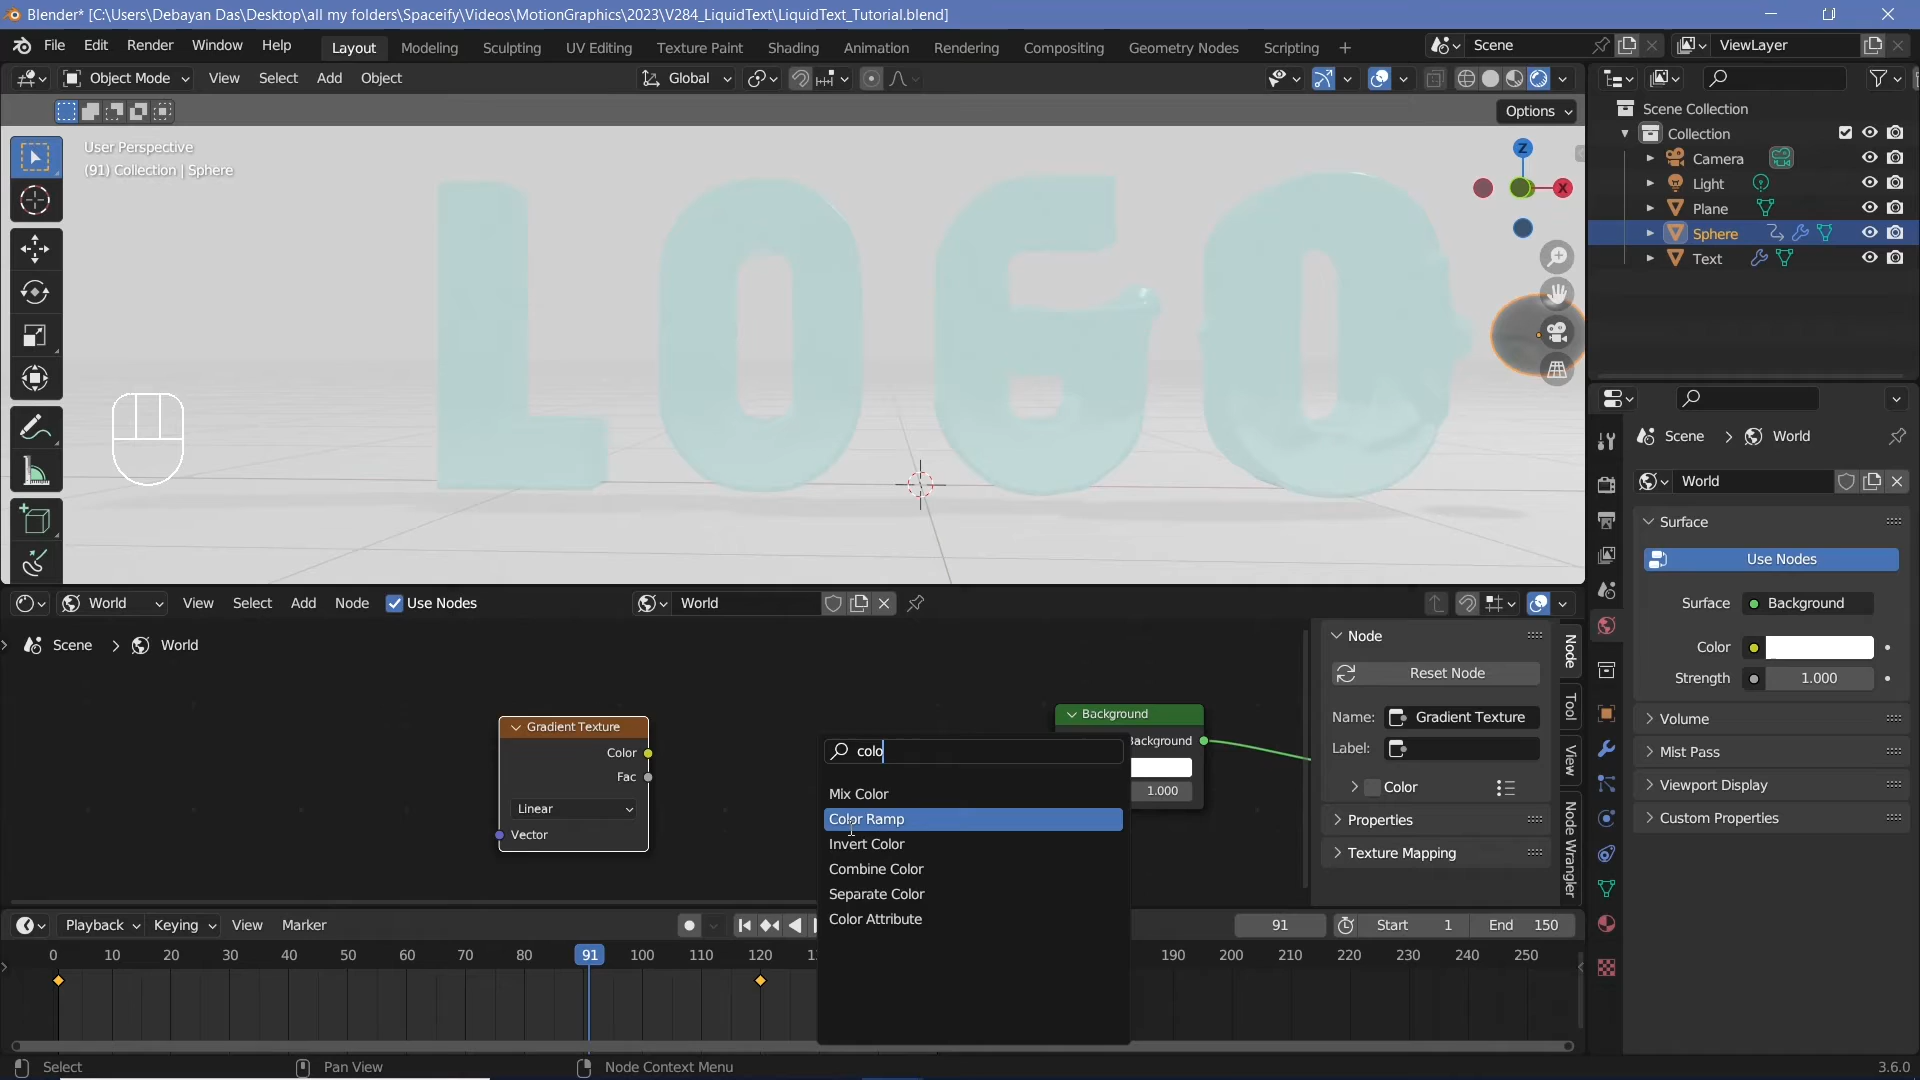 Blender* [C:\Users\Debayan Das\Desktop\all my folders\Spaceify\Videos\MotionGraphics\2023\V284_LiquidText\LiquidText_Tutorial.blend]
File Edit Render Window Help Layout Modeling Sculpting UV Editing Texture Paint Shading Animation Rendering Compositing Geometry Nodes Scripting + Scene ViewLayer
Object Mode View Select Add Object Global
Options
User Perspective
(91) Collection | Sphere
Z
X
LOGO
Scene Collection
Collection
Camera
Light
Plane
Sphere
Text
Scene > World
World
Surface
Use Nodes
Surface Background
Color
Strength 1.000
Volume
Mist Pass
Viewport Display
Custom Properties
World View Select Add Node Use Nodes World
Scene > World
Gradient Texture
Color
Fac
Linear
Vector
Background
Background
1.000
colo
Mix Color
Color Ramp
Invert Color
Combine Color
Separate Color
Color Attribute
Node
Reset Node
Name: Gradient Texture
Label:
Color
Properties
Texture Mapping
Node
Tool
View
Node Wrangler
Playback Keying View Marker 91 Start 1 End 150
0 10 20 30 40 50 60 70 80 91 100 110 120 190 200 210 220 230 240 250
Select Pan View Node Context Menu 3.6.0